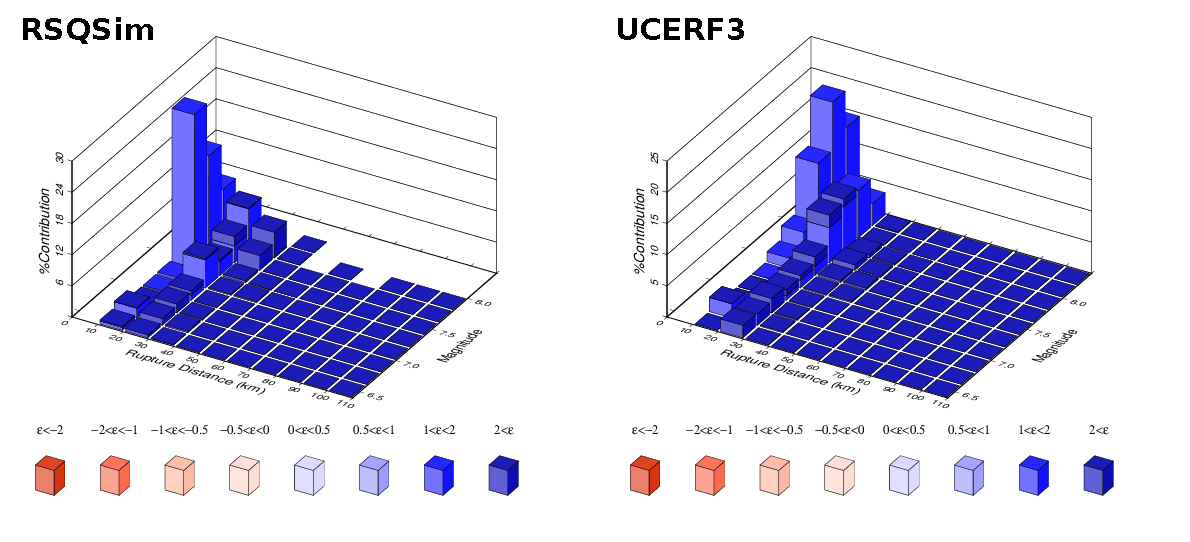 RSQSim
%Contribution
30
24
18
12
6
0
10
20
30
40
50
60
70
80
90
100
110
Rupture Distance (km)
8.0
7.5
7.0
6.5
Magnitude
ε<−2
−2<ε<−1
−1<ε<−0.5
−0.5<ε<0
0<ε<0.5
0.5<ε<1
1<ε<2
2<ε
UCERF3
%Contribution
25
20
15
10
5
0
10
20
30
40
50
60
70
80
90
100
110
Rupture Distance (km)
8.0
7.5
7.0
6.5
Magnitude
ε<−2
−2<ε<−1
−1<ε<−0.5
−0.5<ε<0
0<ε<0.5
0.5<ε<1
1<ε<2
2<ε